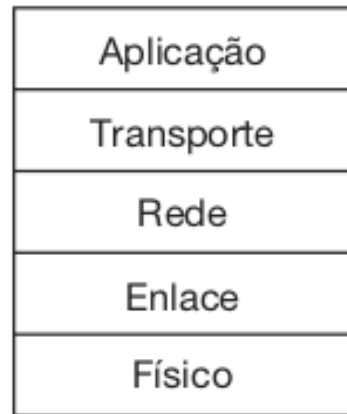 Aplicação
Transporte
Rede
Enlace
Físico